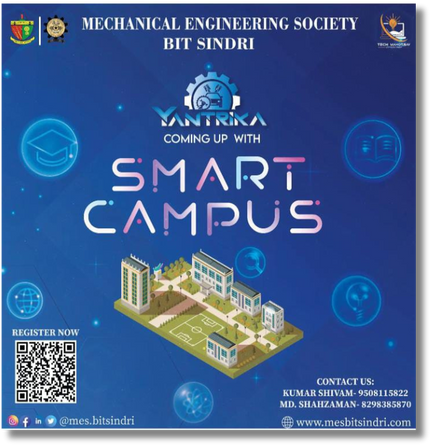 MECHANICAL ENGINEERING SOCIETY
BIT SINDRI
YANTRIKA
COMING UP WITH
SMART
CAMPUS
REGISTER NOW
CONTACT US:
KUMAR SHIVAM- 9508115822
MD. SHAHZAMAN- 8298385870
@mes.bitsindri
www.mesbitsindri.com